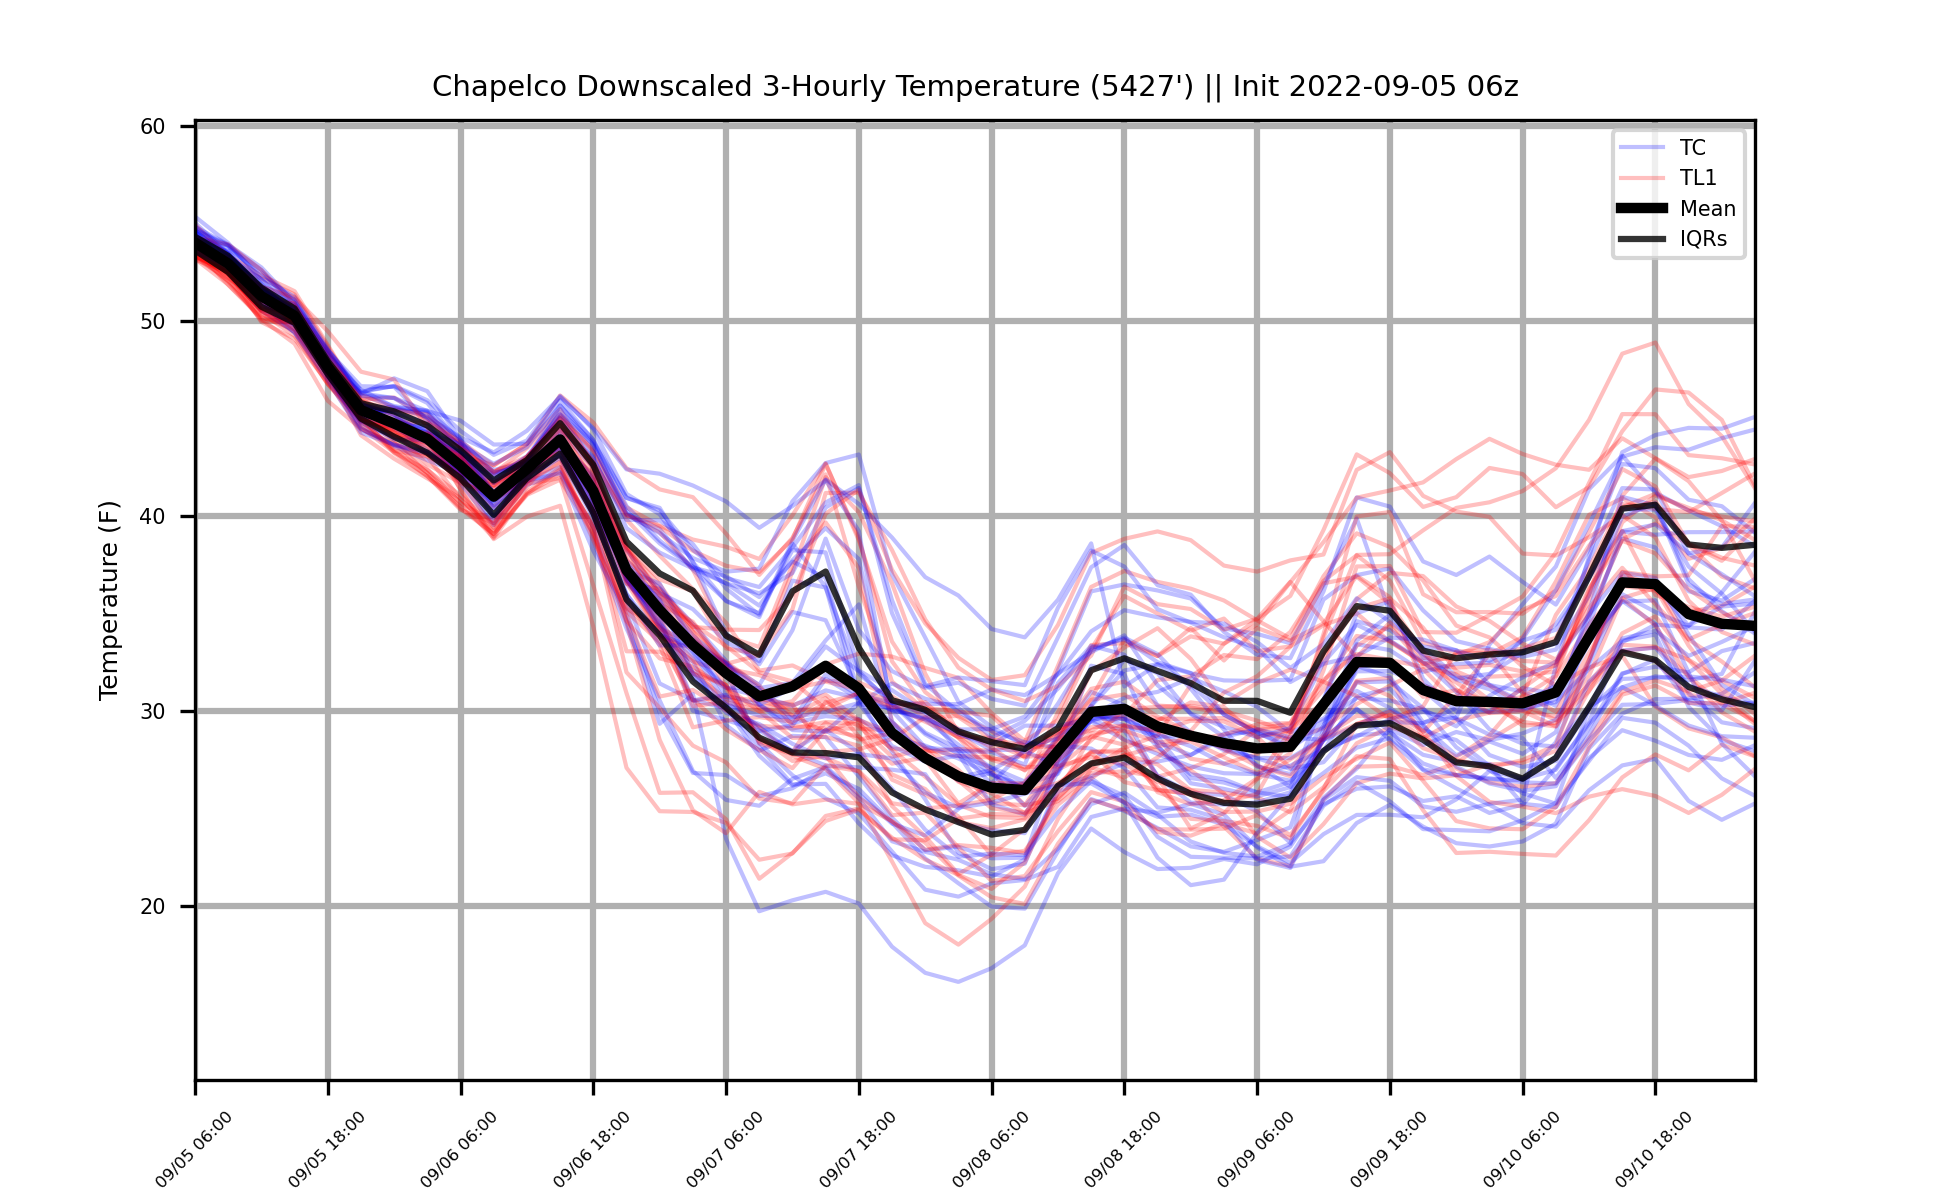 Chapelco Downscaled 3-Hourly Temperature (5427') || Init 2022-09-05 06z
TC
TL1
Mean
IQRs
Temperature (F)
60
50
40
30
20
09/05 06:00
09/05 18:00
09/06 06:00
09/06 18:00
09/07 06:00
09/07 18:00
09/08 06:00
09/08 18:00
09/09 06:00
09/09 18:00
09/10 06:00
09/10 18:00